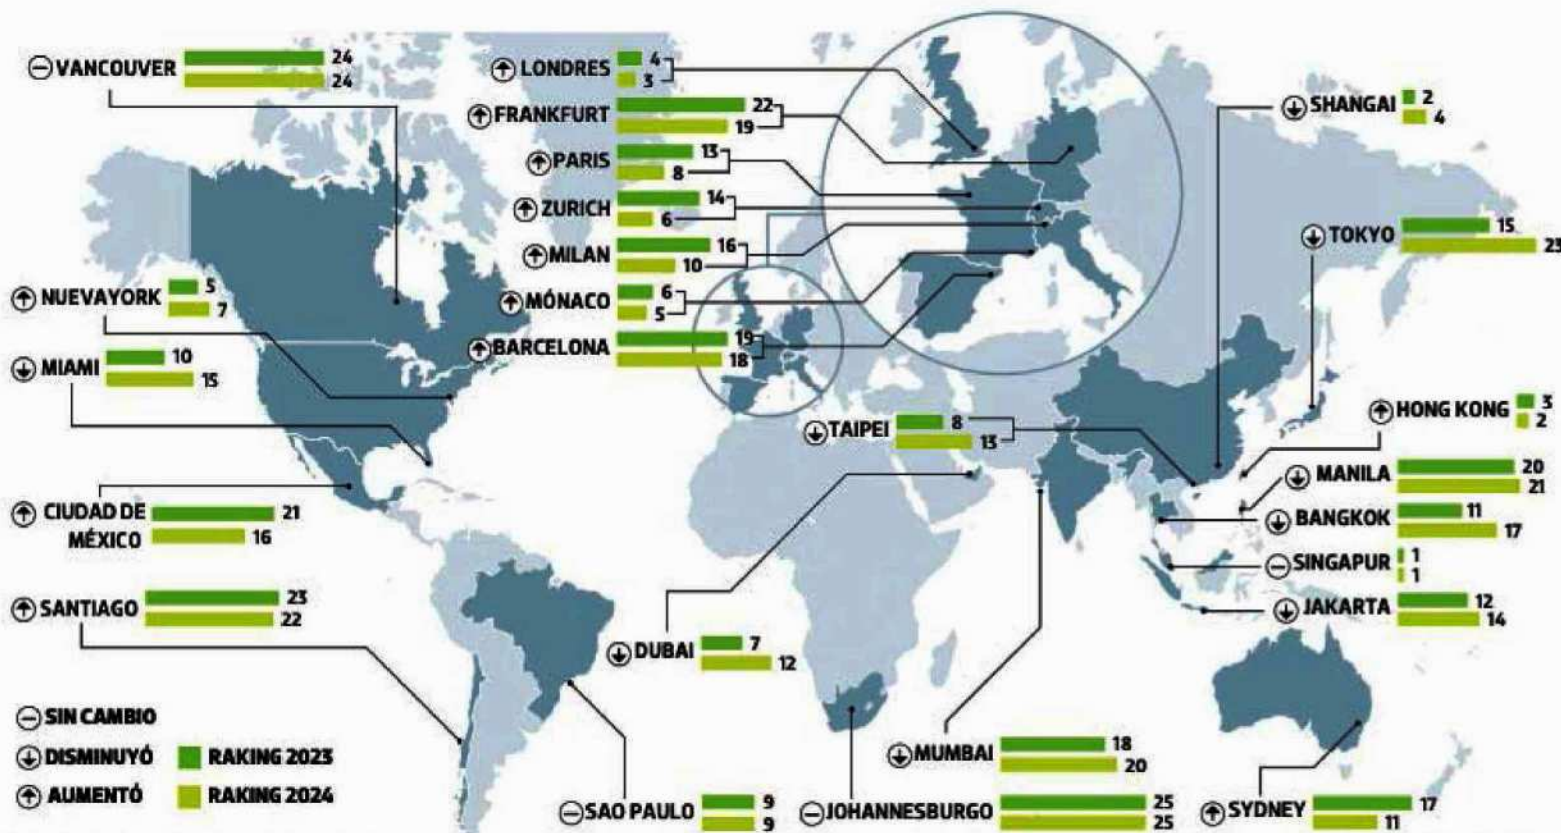 VANCOUVER 24
24
LONDRES 4
3
FRANKFURT 22
19
PARIS 13
8
ZURICH 14
6
MILAN 16
10
MÓNACO 6
5
BARCELONA 19
18
NUEVAYORK 5
7
MIAMI 10
15
CIUDAD DE
MÉXICO
21
16
SANTIAGO 23
22
SHANGAI 2
4
TOKYO 15
23
TAIPEI 8
13
HONG KONG 3
2
MANILA 20
21
BANGKOK 11
17
SINGAPUR 1
1
JAKARTA 12
14
DUBAI 7
12
MUMBAI 18
20
SAO PAULO 9
9
JOHANNESBURGO 25
25
SYDNEY 17
11
SIN CAMBIO
DISMINUYÓ
AUMENTÓ
RAKING 2023
RAKING 2024